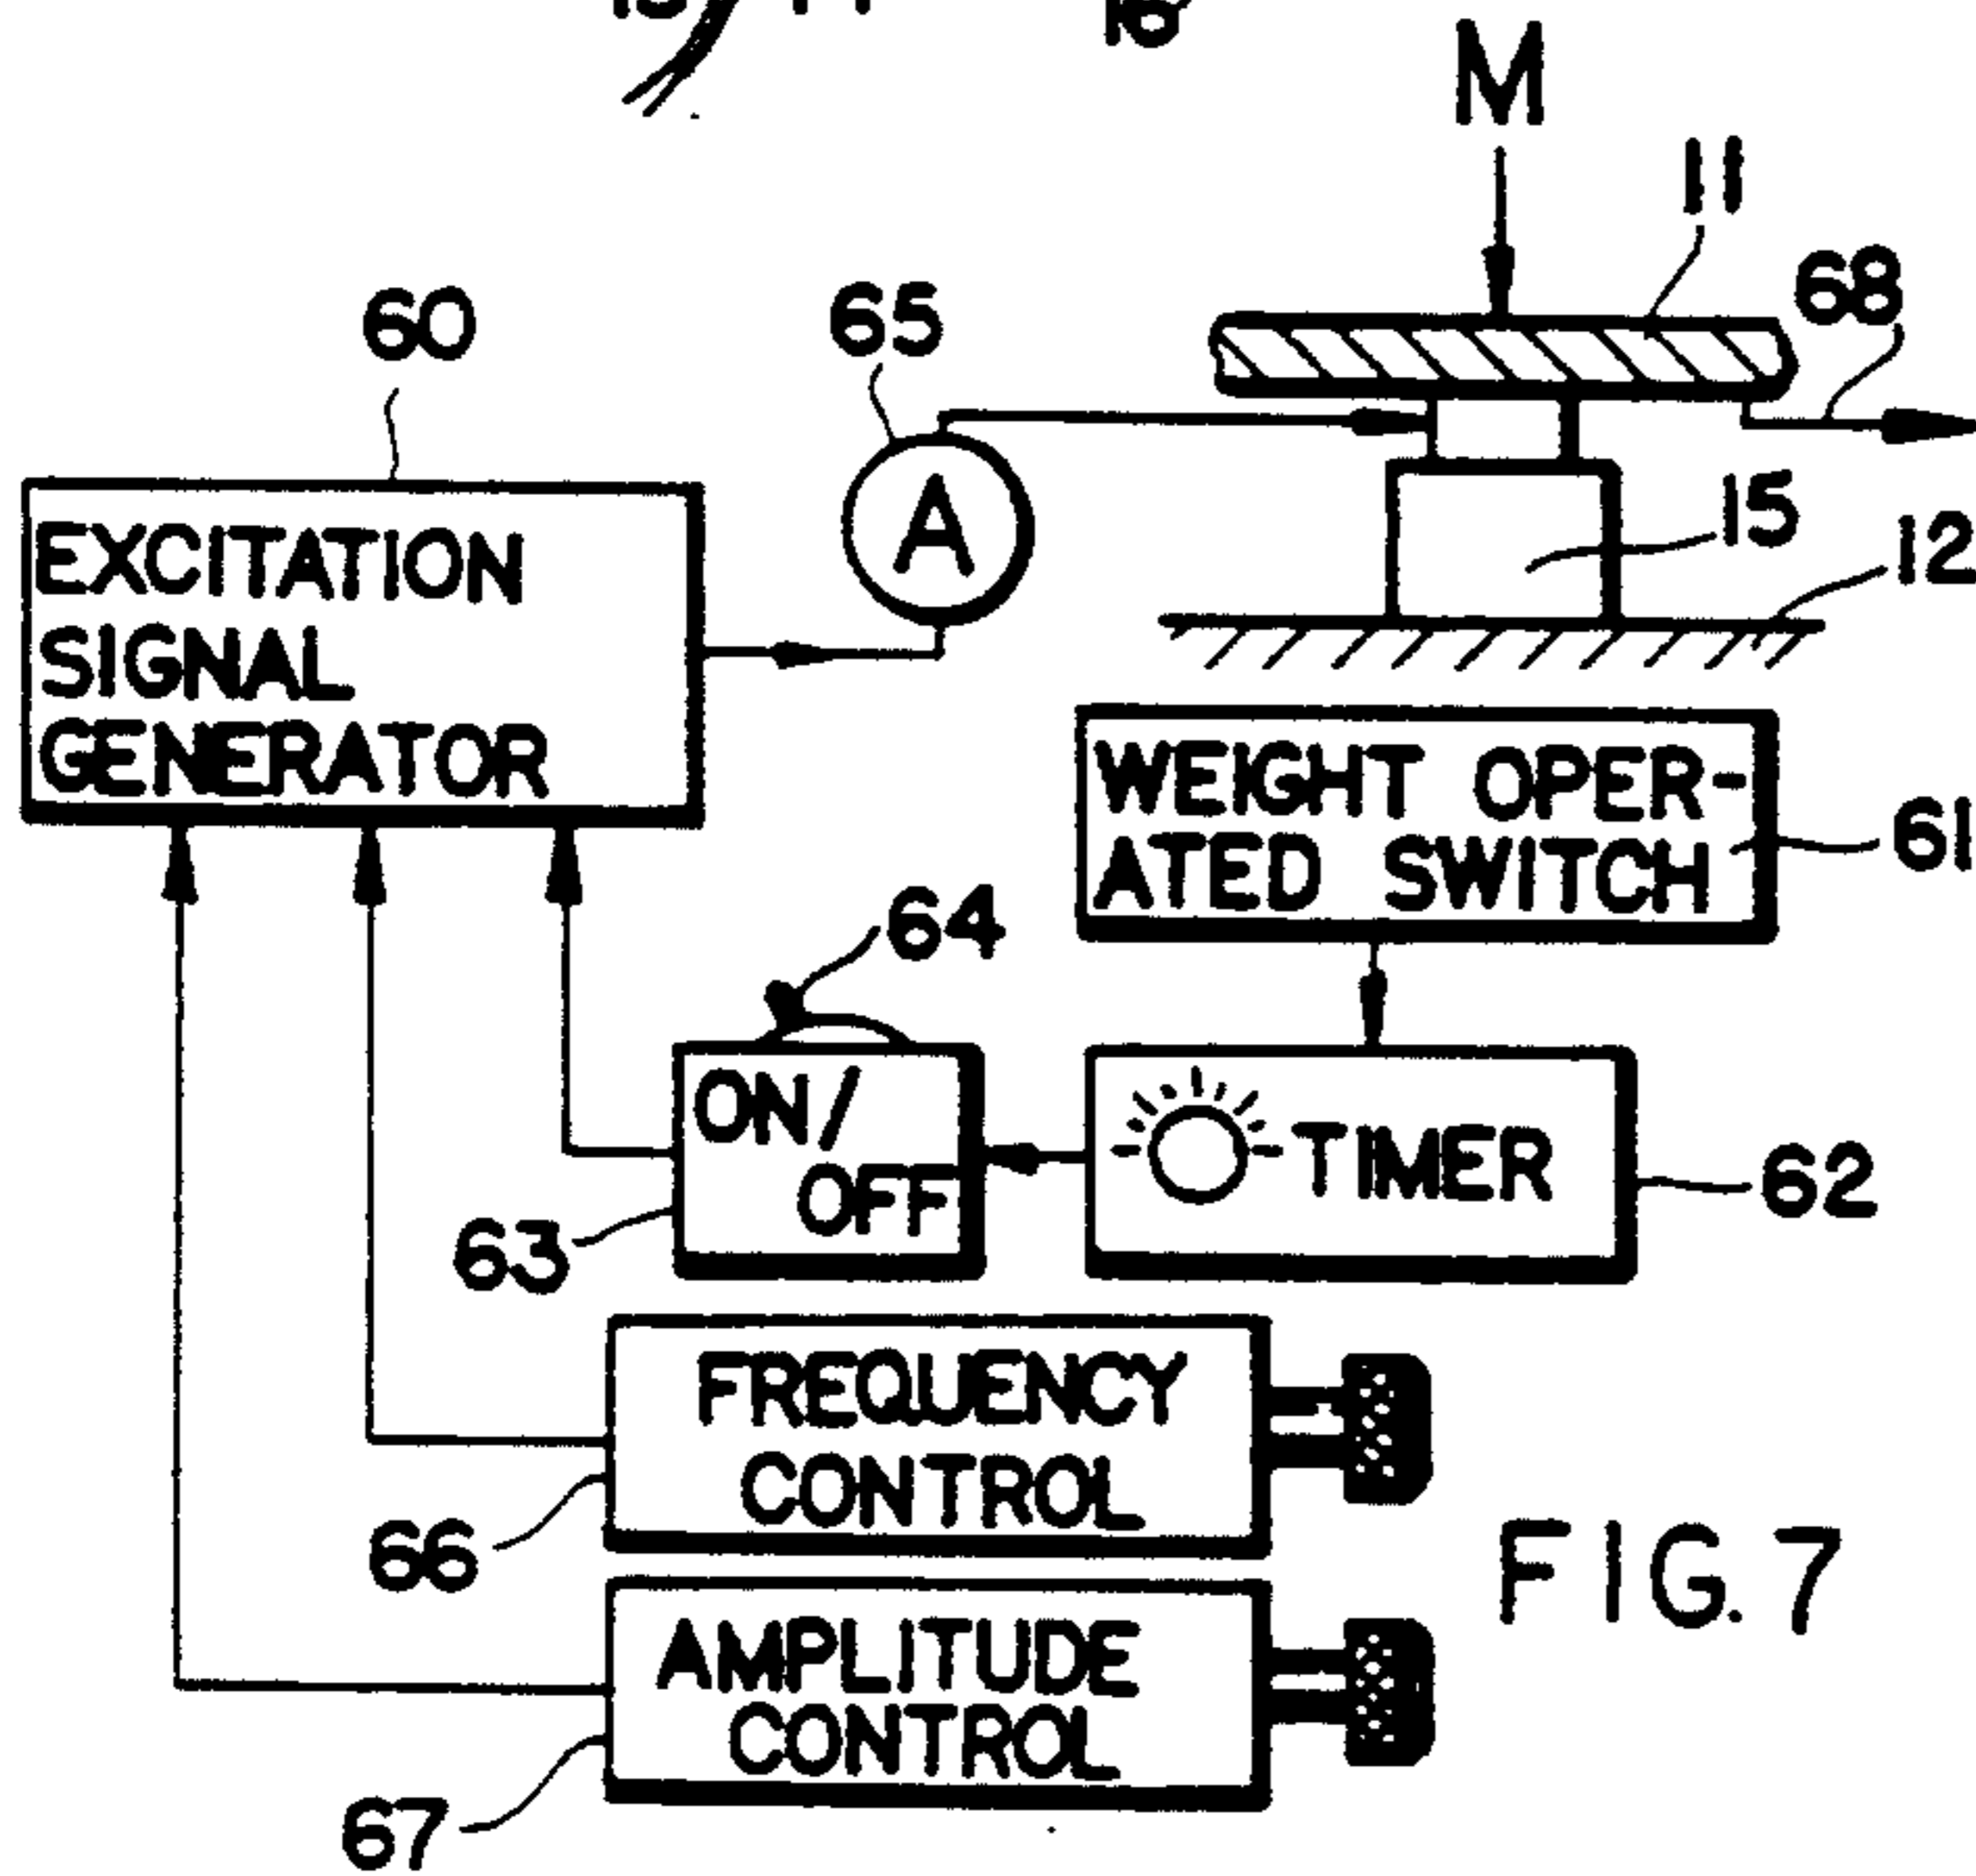 M
11
68
60
65
A
15
12
EXCITATION
SIGNAL
GENERATOR
WEIGHT OPER-
ATED SWITCH
61
64
ON/
OFF
TIMER
62
63
FREQUENCY
CONTROL
66
FIG. 7
AMPLITUDE
CONTROL
67